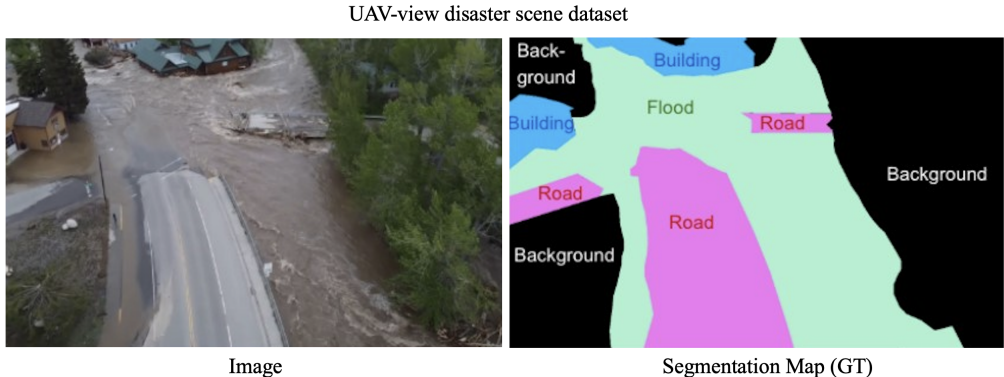 UAV-view disaster scene dataset
Back-
ground
Building
Flood
Building
Road
Background
Road
Road
Background
Image
Segmentation Map (GT)